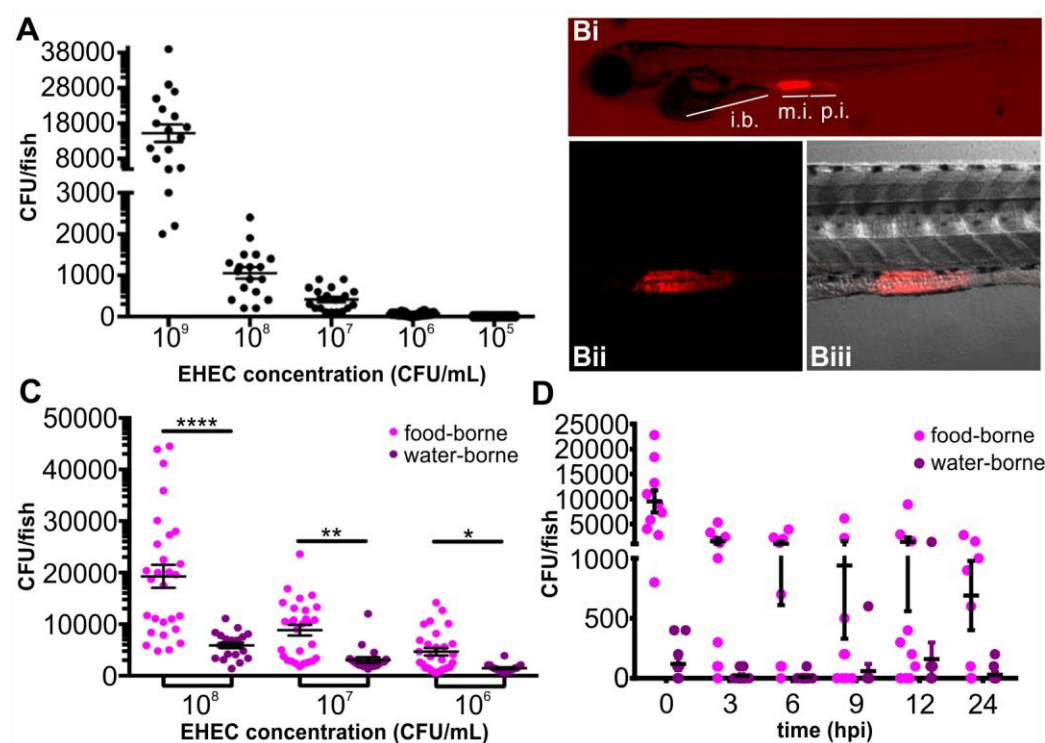 A
CFU/fish
38000
28000
18000
8000
3000
2000
1000
0
10⁹ 10⁸ 10⁷ 10⁶ 10⁵
EHEC concentration (CFU/mL)
Bi
i.b. m.i. p.i.
Bii
Biii
C
CFU/fish
50000
40000
30000
20000
10000
0
**** ** *
food-borne
water-borne
10⁸ 10⁷ 10⁶
EHEC concentration (CFU/mL)
D
CFU/fish
25000
20000
15000
10000
5000
1000
500
0
food-borne
water-borne
0 3 6 9 12 24
time (hpi)